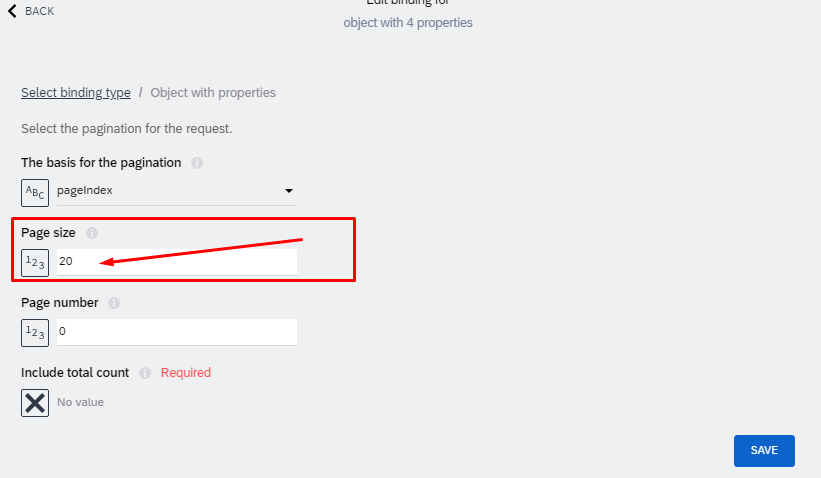 BACK
Edit binding for
object with 4 properties
Select binding type / Object with properties
Select the pagination for the request.
The basis for the pagination i
ABC pageIndex
Page size i
123 20
Page number i
123 0
Include total count i Required
No value
SAVE